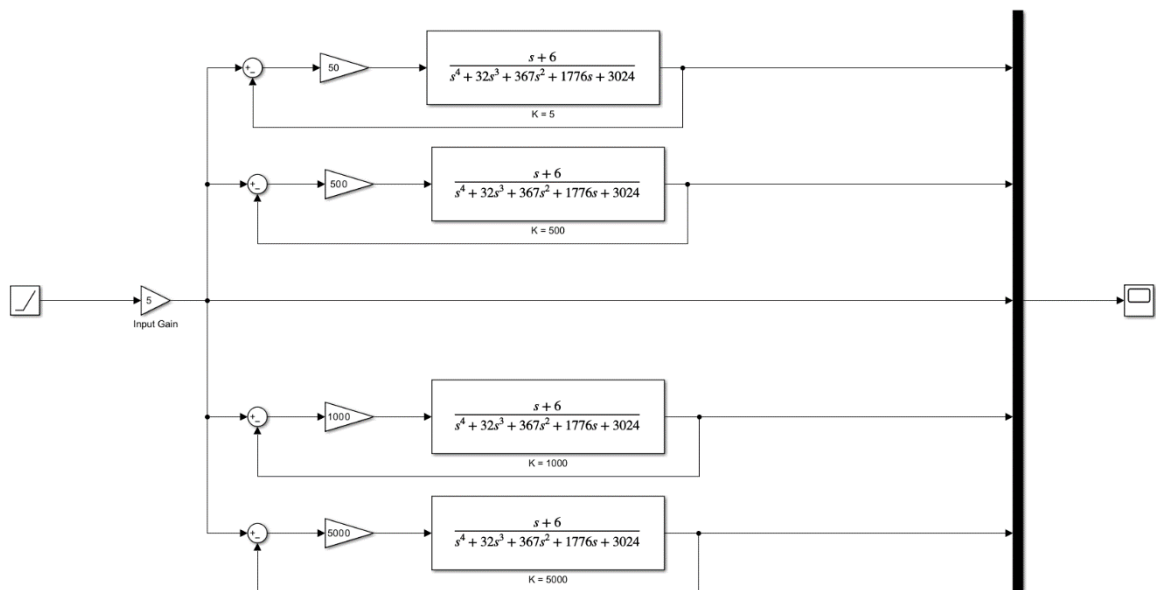 +
−
50
s + 6
s⁴ + 32s³ + 367s² + 1776s + 3024
K = 5
+
−
500
s + 6
s⁴ + 32s³ + 367s² + 1776s + 3024
K = 500
5
Input Gain
+
−
1000
s + 6
s⁴ + 32s³ + 367s² + 1776s + 3024
K = 1000
+
−
5000
s + 6
s⁴ + 32s³ + 367s² + 1776s + 3024
K = 5000